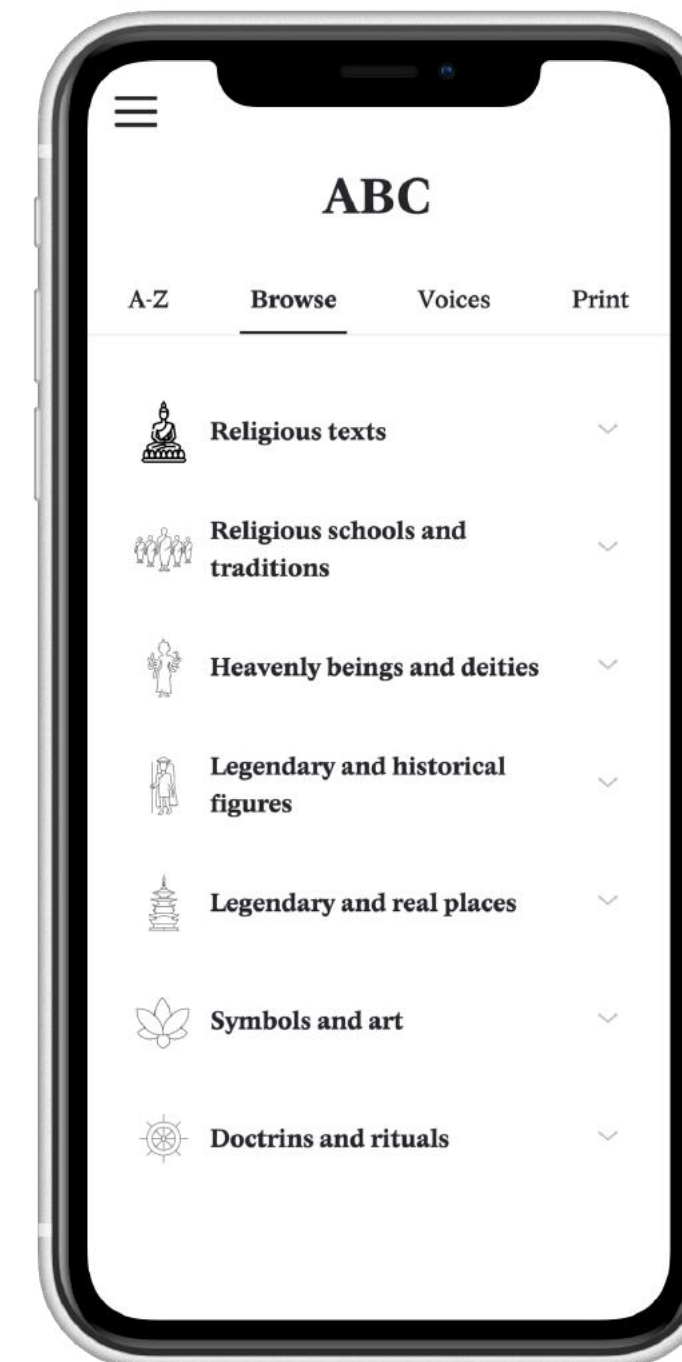 ABC
A-Z Browse Voices Print
Religious texts
Religious schools and
traditions
Heavenly beings and deities
Legendary and historical
figures
Legendary and real places
Symbols and art
Doctrins and rituals